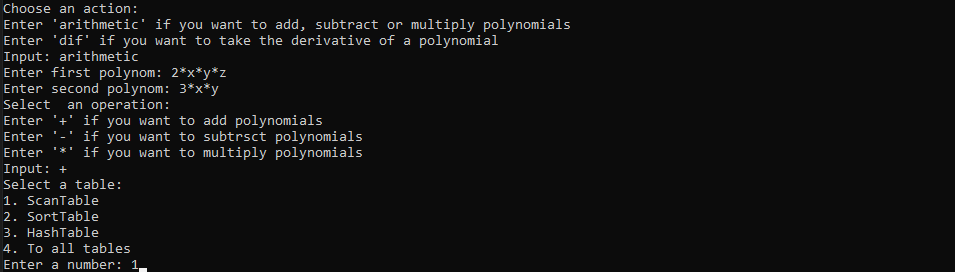 Choose an action:
Enter 'arithmetic' if you want to add, subtract or multiply polynomials
Enter 'dif' if you want to take the derivative of a polynomial
Input: arithmetic
Enter first polynom: 2*x*y*z
Enter second polynom: 3*x*y
Select  an operation:
Enter '+' if you want to add polynomials
Enter '-' if you want to subtrsct polynomials
Enter '*' if you want to multiply polynomials
Input: +
Select a table:
1. ScanTable
2. SortTable
3. HashTable
4. To all tables
Enter a number: 1